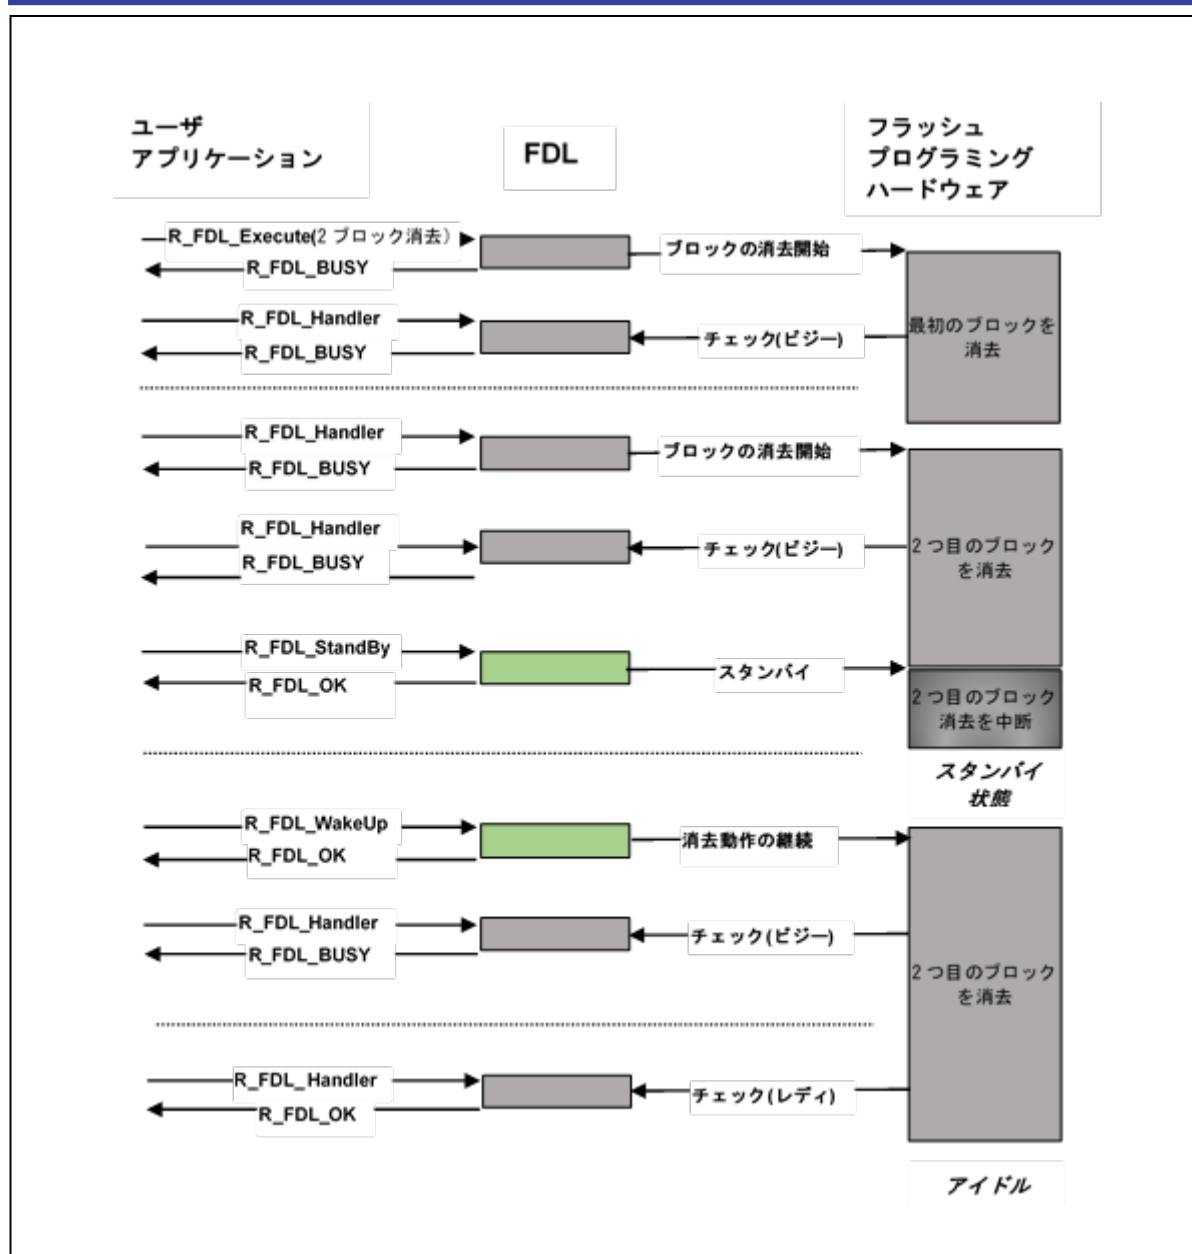 ユーザ
アプリケーション
FDL
フラッシュ
プログラミング
ハードウェア
R_FDL_Execute(2 ブロック消去)
R_FDL_BUSY
ブロックの消去開始
R_FDL_Handler
R_FDL_BUSY
チェック(ビジー)
最初のブロックを
消去
R_FDL_Handler
R_FDL_BUSY
ブロックの消去開始
R_FDL_Handler
R_FDL_BUSY
チェック(ビジー)
2 つ目のブロック
を消去
R_FDL_StandBy
R_FDL_OK
スタンバイ
2 つ目のブロック
消去を中断
スタンバイ
状態
R_FDL_WakeUp
R_FDL_OK
消去動作の継続
R_FDL_Handler
R_FDL_BUSY
チェック(ビジー)
2 つ目のブロック
を消去
R_FDL_Handler
R_FDL_OK
チェック(レディ)
アイドル